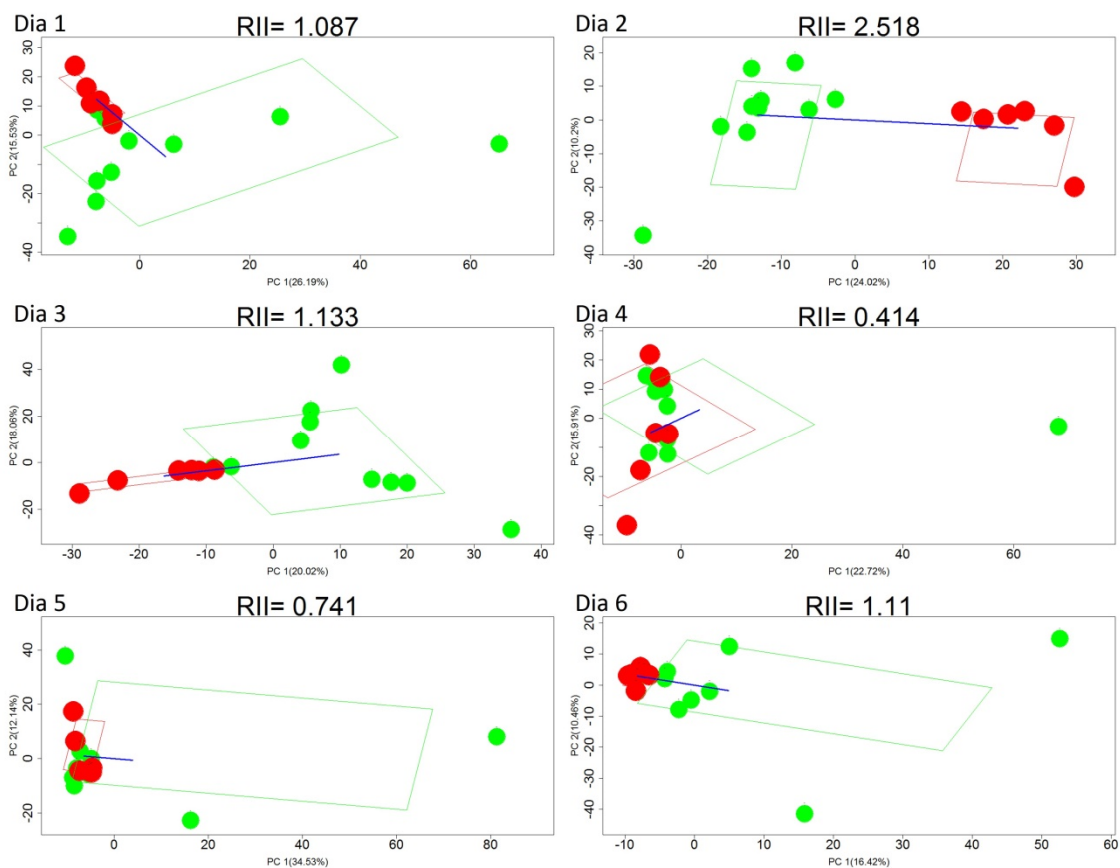 Dia 1
RII= 1.087
PC 2(15.53%)
30
20
10
0
-20
-40
0
20
40
60
PC 1(26.19%)
Dia 2
RII= 2.518
PC 2(10.2%)
20
10
0
-10
-20
-30
-40
-30
-20
-10
0
10
20
30
PC 1(24.02%)
Dia 3
RII= 1.133
PC 2(18.06%)
40
20
0
-20
-30
-20
-10
0
10
20
30
40
PC 1(20.02%)
Dia 4
RII= 0.414
PC 2(15.91%)
30
20
10
0
-20
-40
0
20
40
60
PC 1(22.72%)
Dia 5
RII= 0.741
PC 2(12.14%)
40
20
0
-20
0
20
40
60
80
PC 1(34.53%)
Dia 6
RII= 1.11
PC 2(10.46%)
20
10
0
-10
-20
-30
-40
-10
0
10
20
30
40
50
60
PC 1(16.42%)